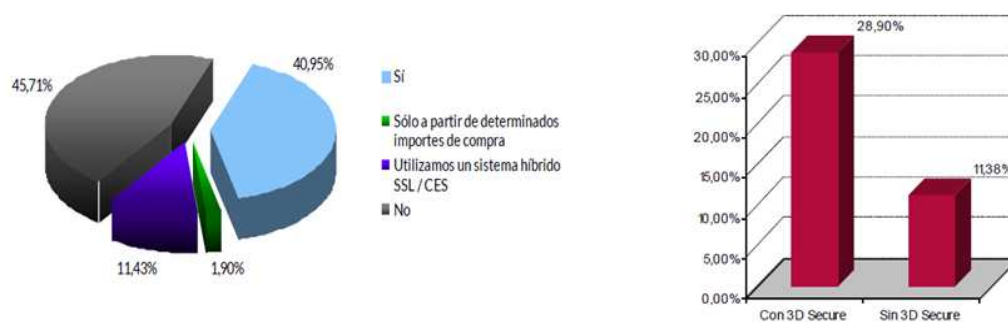 45,71%
40,95%
11,43%
1,90%
Sí
Sólo a partir de determinados
importes de compra
Utilizamos un sistema híbrido
SSL / CES
No
30,00%
25,00%
20,00%
15,00%
10,00%
5,00%
0,00%
28,90%
11,38%
Con 3D Secure
Sin 3D Secure